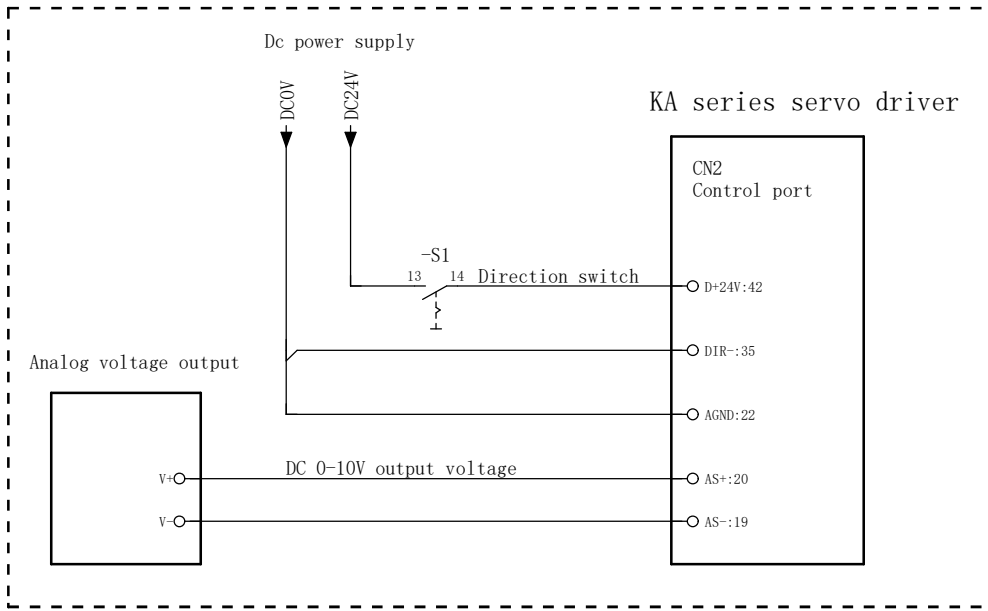 Dc power supply
DC0V
DC24V
KA series servo driver
CN2
Control port
-S1
13
14
Direction switch
D+24V:42
DIR-:35
Analog voltage output
AGND:22
DC 0-10V output voltage
V+
AS+:20
V-
AS-:19